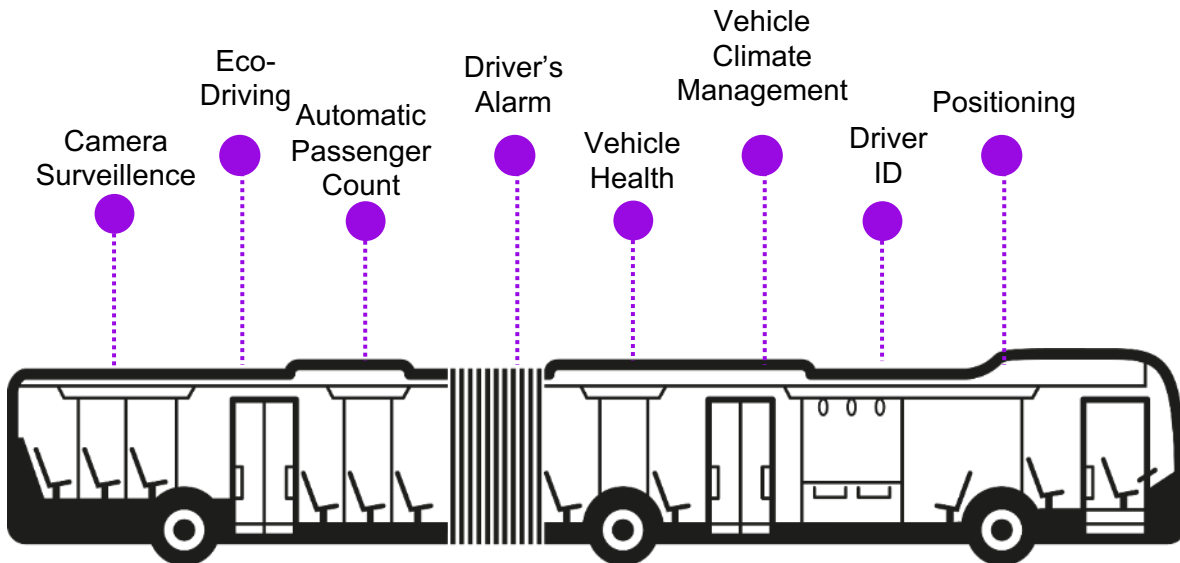 Camera
Surveillence
Eco-
Driving
Automatic
Passenger
Count
Driver's
Alarm
Vehicle
Health
Vehicle
Climate
Management
Driver
ID
Positioning